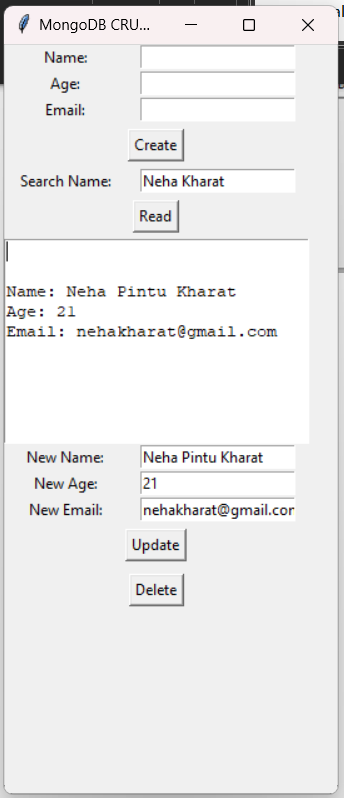 MongoDB CRU...
Name:
Age:
Email:
Create
Search Name: Neha Kharat
Read
Name: Neha Pintu Kharat
Age: 21
Email: nehakharat@gmail.com
New Name: Neha Pintu Kharat
New Age: 21
New Email: nehakharat@gmail.com
Update
Delete